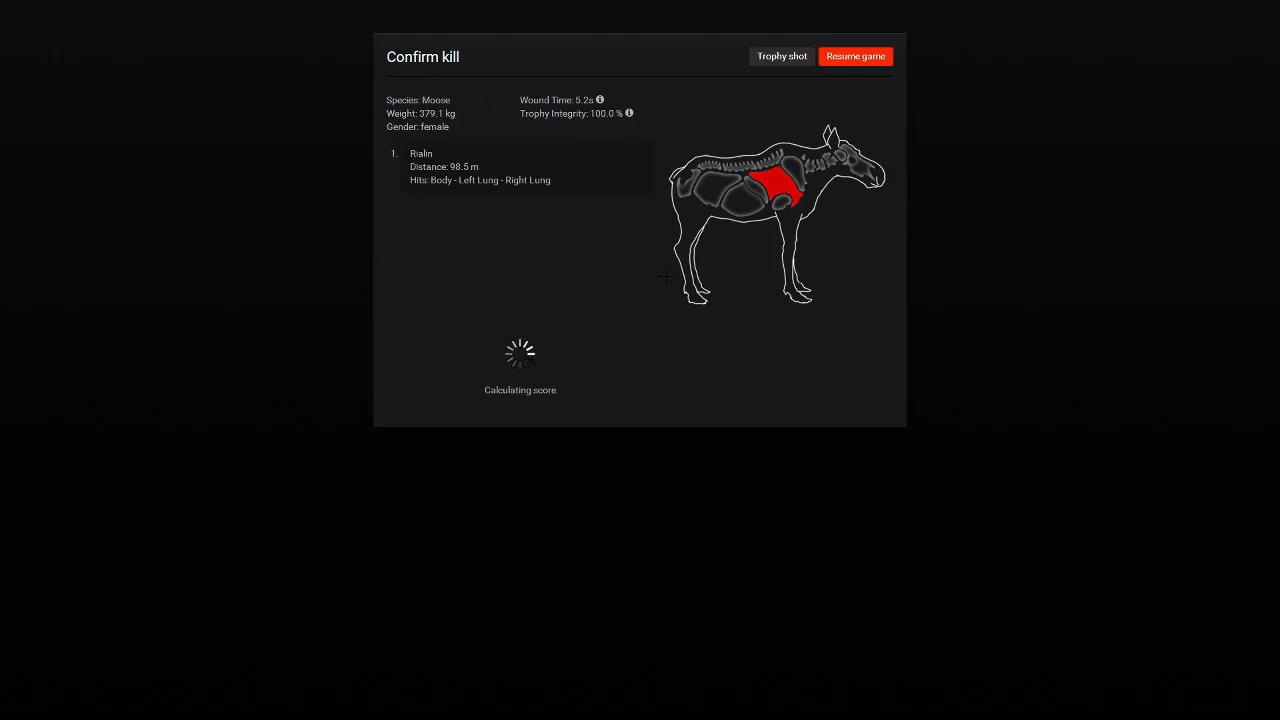 Confirm kill
Trophy shot
Resume game
Species: Moose
Weight: 379.1 kg
Gender: female
Wound Time: 5.2s
Trophy Integrity: 100.0 %
1.
Rialin
Distance: 98.5 m
Hits: Body - Left Lung - Right Lung
Calculating score